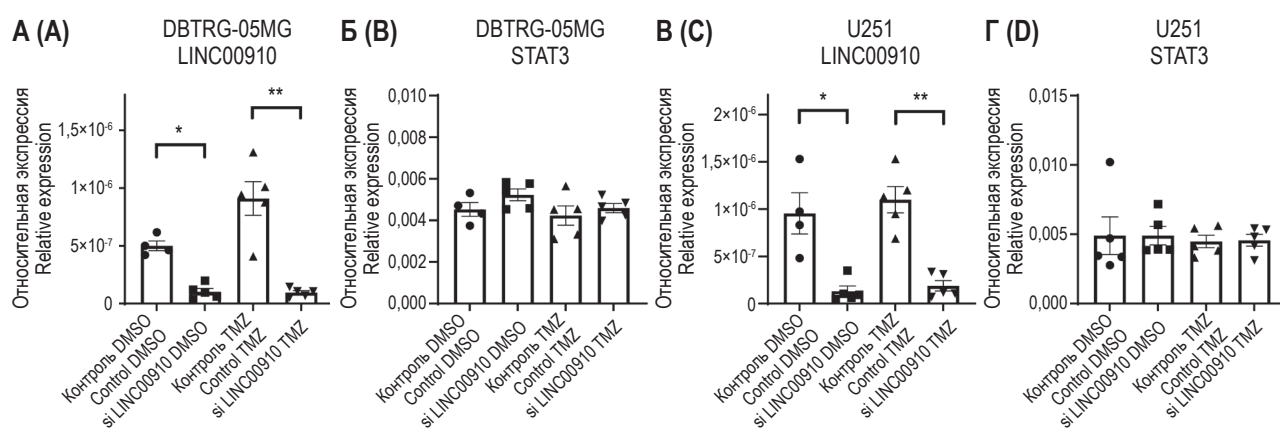 А (A)
DBTRG-05MG
LINC00910
Относительная экспрессия
Relative expression
1,5×10⁻⁶
1×10⁻⁶
5×10⁻⁷
0
*
**
Контроль DMSO
Control DMSO
si LINC00910 DMSO
Контроль TMZ
Control TMZ
si LINC00910 TMZ
Б (B)
DBTRG-05MG
STAT3
Относительная экспрессия
Relative expression
0,010
0,008
0,006
0,004
0,002
0,000
Контроль DMSO
Control DMSO
si LINC00910 DMSO
Контроль TMZ
Control TMZ
si LINC00910 TMZ
В (C)
U251
LINC00910
Относительная экспрессия
Relative expression
2×10⁻⁶
1,5×10⁻⁶
1×10⁻⁶
5×10⁻⁷
0
*
**
Контроль DMSO
Control DMSO
si LINC00910 DMSO
Контроль TMZ
Control TMZ
si LINC00910 TMZ
Г (D)
U251
STAT3
Относительная экспрессия
Relative expression
0,015
0,010
0,005
0,000
Контроль DMSO
Control DMSO
si LINC00910 DMSO
Контроль TMZ
Control TMZ
si LINC00910 TMZ